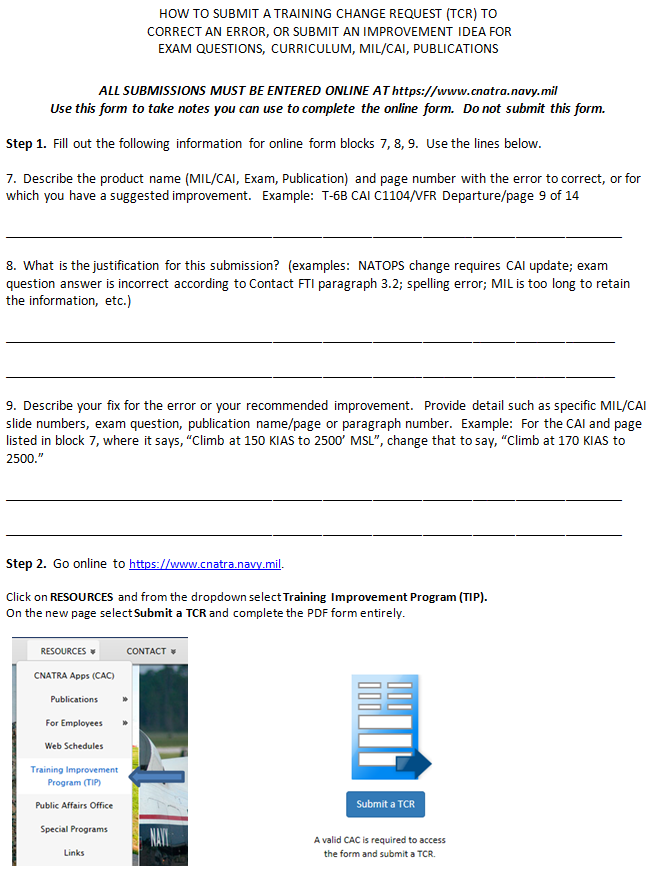 HOW TO SUBMIT A TRAINING CHANGE REQUEST (TCR) TO
CORRECT AN ERROR, OR SUBMIT AN IMPROVEMENT IDEA FOR
EXAM QUESTIONS, CURRICULUM, MIL/CAI, PUBLICATIONS
ALL SUBMISSIONS MUST BE ENTERED ONLINE AT https://www.cnatra.navy.mil
Use this form to take notes you can use to complete the online form. Do not submit this form.
Step 1. Fill out the following information for online form blocks 7, 8, 9. Use the lines below.
7. Describe the product name (MIL/CAI, Exam, Publication) and page number with the error to correct, or for
which you have a suggested improvement. Example: T-6B CAI C1104/VFR Departure/page 9 of 14
8. What is the justification for this submission? (examples: NATOPS change requires CAI update; exam
question answer is incorrect according to Contact FTI paragraph 3.2; spelling error; MIL is too long to retain
the information, etc.)
9. Describe your fix for the error or your recommended improvement. Provide detail such as specific MIL/CAI
slide numbers, exam question, publication name/page or paragraph number. Example: For the CAI and page
listed in block 7, where it says, “Climb at 150 KIAS to 2500’ MSL”, change that to say, “Climb at 170 KIAS to
2500.”
Step 2. Go online to https://www.cnatra.navy.mil.
Click on RESOURCES and from the dropdown select Training Improvement Program (TIP).
On the new page select Submit a TCR and complete the PDF form entirely.
RESOURCES CONTACT
CNATRA Apps (CAC)
Publications »
For Employees »
Web Schedules
Training Improvement
Program (TIP)
Public Affairs Office
Special Programs
Links
NAVY
Submit a TCR
A valid CAC is required to access
the form and submit a TCR.